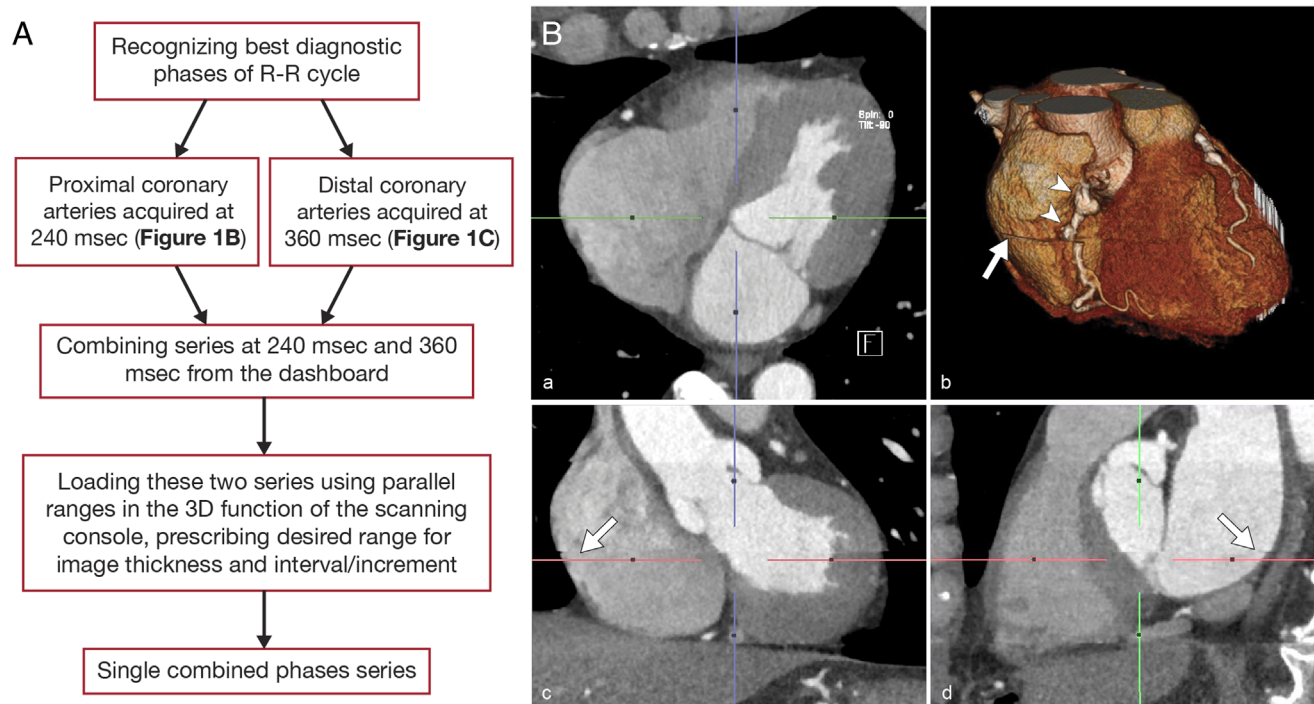 A
Recognizing best diagnostic
phases of R-R cycle
Proximal coronary
arteries acquired at
240 msec (Figure 1B)
Distal coronary
arteries acquired at
360 msec (Figure 1C)
Combining series at 240 msec and 360
msec from the dashboard
Loading these two series using parallel
ranges in the 3D function of the scanning
console, prescribing desired range for
image thickness and interval/increment
Single combined phases series
B
Spin: 0
Tilt: -90
F
a
b
c
d